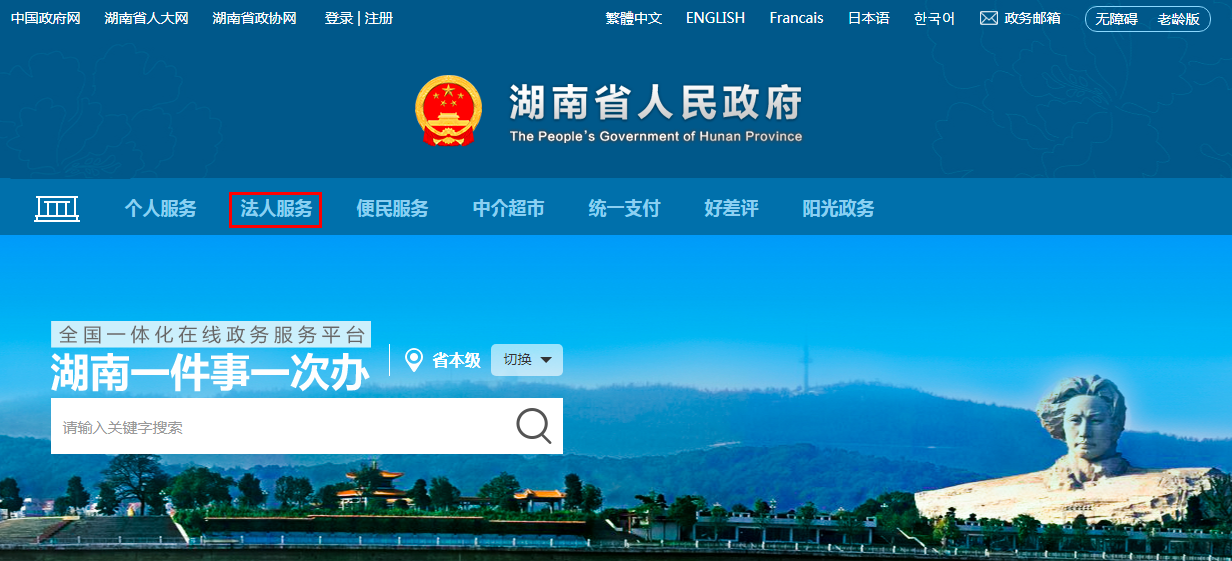 中国政府网 湖南省人大网 湖南省政协网 登录 | 注册 繁體中文 ENGLISH Francais 日本语 한국어 政务邮箱 无障碍 老龄版
湖南省人民政府
The People's Government of Hunan Province
个人服务 法人服务 便民服务 中介超市 统一支付 好差评 阳光政务
全国一体化在线政务服务平台
湖南一件事一次办 省本级 切换
请输入关键字搜索